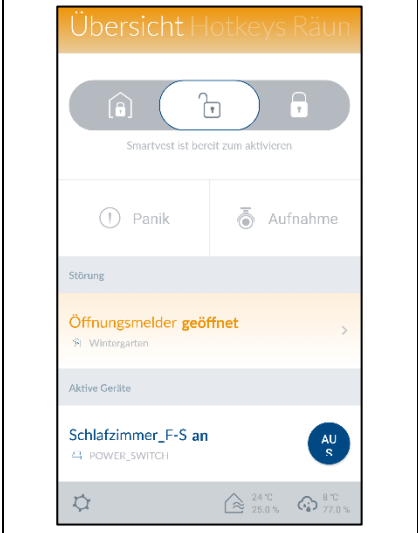 Übersicht Hotkeys Räun
Smartvest ist bereit zum aktivieren
Panik
Aufnahme
Störung
Öffnungsmelder geöffnet
Wintergarten
Aktive Geräte
Schlafzimmer_F-S an
AU
S
POWER_SWITCH
24 °C
25.0 %
8 °C
77.0 %